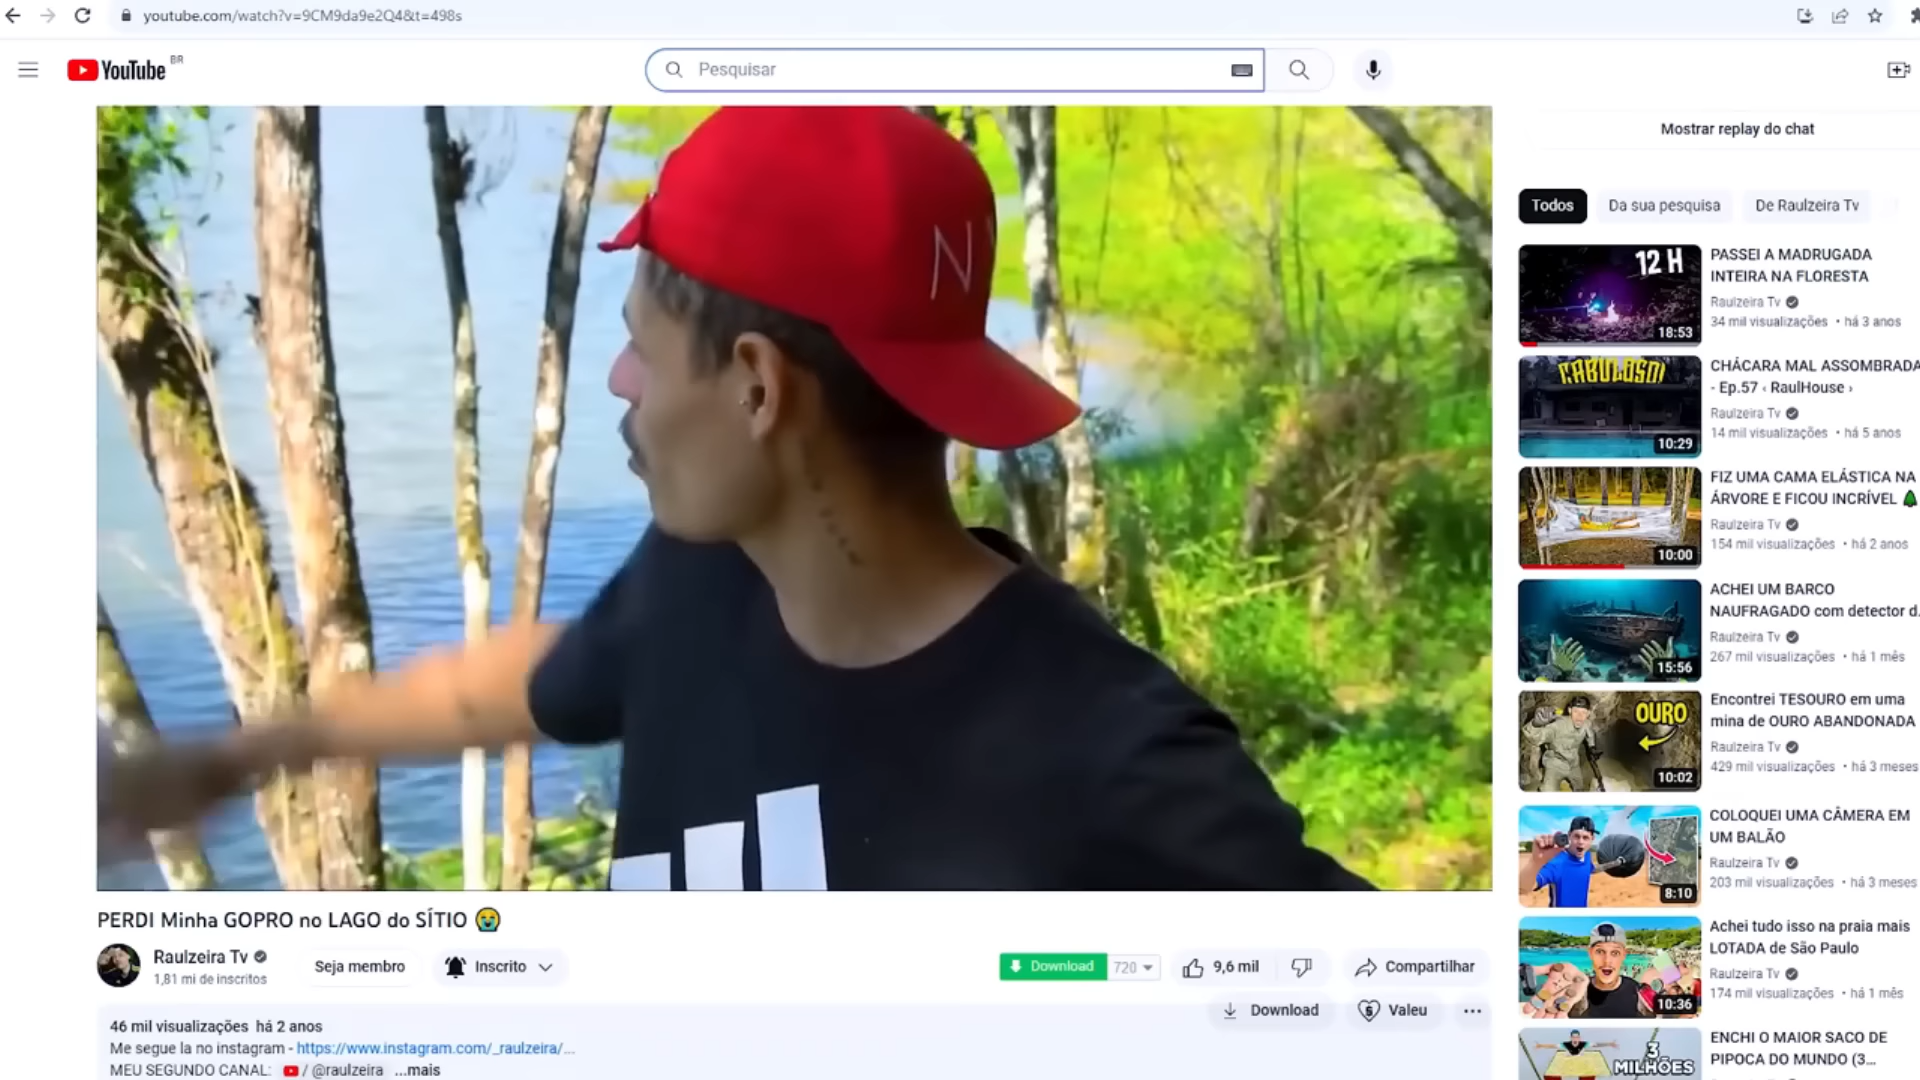 youtube.com/watch?v=9CM9da9e2Q4&t=498s
YouTube BR
Pesquisar
N
Mostrar replay do chat
Todos
Da sua pesquisa
De Raulzeira Tv
12 H
18:53
PASSEI A MADRUGADA
INTEIRA NA FLORESTA
Raulzeira Tv
34 mil visualizações • há 3 anos
FABULOSO!
10:29
CHÁCARA MAL ASSOMBRADA
- Ep.57 ‹ RaulHouse ›
Raulzeira Tv
14 mil visualizações • há 5 anos
10:00
FIZ UMA CAMA ELÁSTICA NA
ÁRVORE E FICOU INCRÍVEL 🌲
Raulzeira Tv
154 mil visualizações • há 2 anos
15:56
ACHEI UM BARCO
NAUFRAGADO com detector d.
Raulzeira Tv
267 mil visualizações • há 1 mês
OURO
10:02
Encontrei TESOURO em uma
mina de OURO ABANDONADA
Raulzeira Tv
429 mil visualizações • há 3 meses
8:10
COLOQUEI UMA CÂMERA EM
UM BALÃO
Raulzeira Tv
203 mil visualizações • há 3 meses
10:36
Achei tudo isso na praia mais
LOTADA de São Paulo
Raulzeira Tv
174 mil visualizações • há 1 mês
3
MILHÕES
ENCHI O MAIOR SACO DE
PIPOCA DO MUNDO (3...
PERDI Minha GOPRO no LAGO do SÍTIO 😭
Raulzeira Tv
1,81 mi de inscritos
Seja membro
Inscrito
Download 720
9,6 mil
Compartilhar
Download
Valeu
46 mil visualizações há 2 anos
Me segue la no instagram - https://www.instagram.com/_raulzeira/...
MEU SEGUNDO CANAL: / @raulzeira ...mais